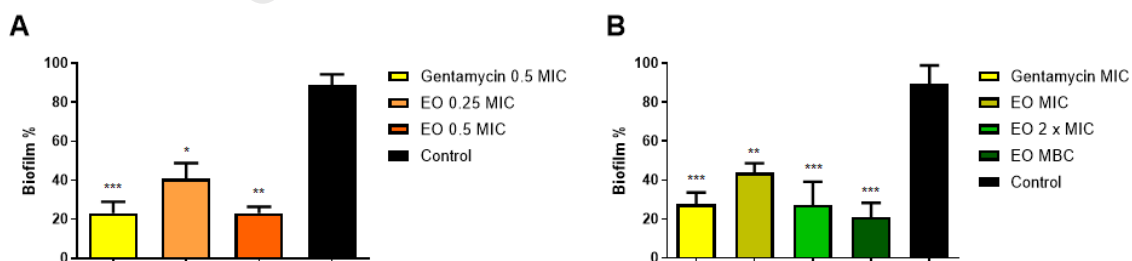 A
Biofilm %
100
80
60
40
20
0
***
*
**
Gentamycin 0.5 MIC
EO 0.25 MIC
EO 0.5 MIC
Control
B
Biofilm %
100
80
60
40
20
0
***
**
***
***
Gentamycin MIC
EO MIC
EO 2 x MIC
EO MBC
Control